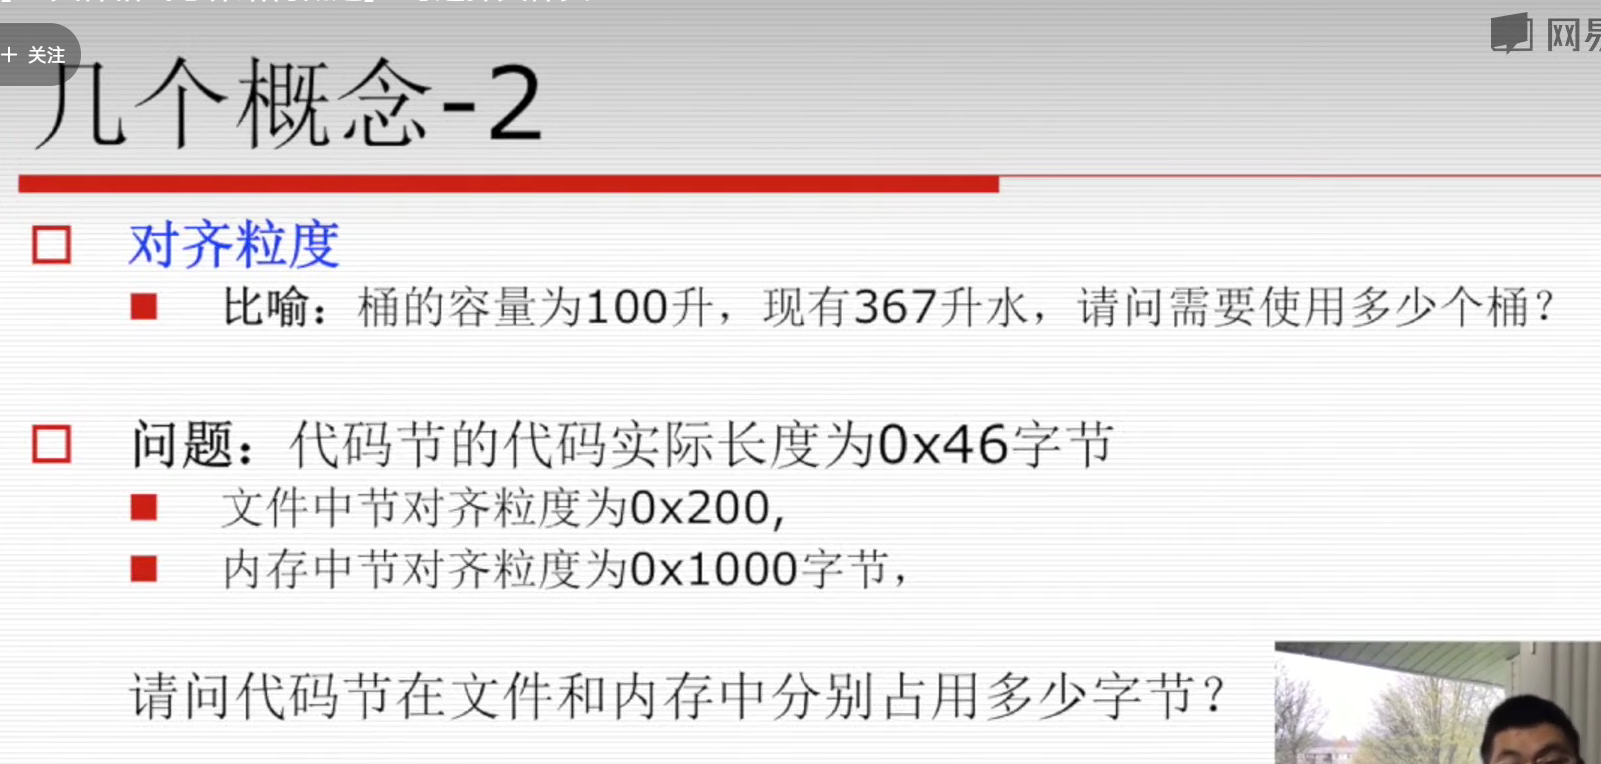 + 关注
网易
几个概念-2
对齐粒度
比喻：桶的容量为100升，现有367升水，请问需要使用多少个桶？
问题：代码节的代码实际长度为0x46字节
文件中节对齐粒度为0x200,
内存中节对齐粒度为0x1000字节，
请问代码节在文件和内存中分别占用多少字节？